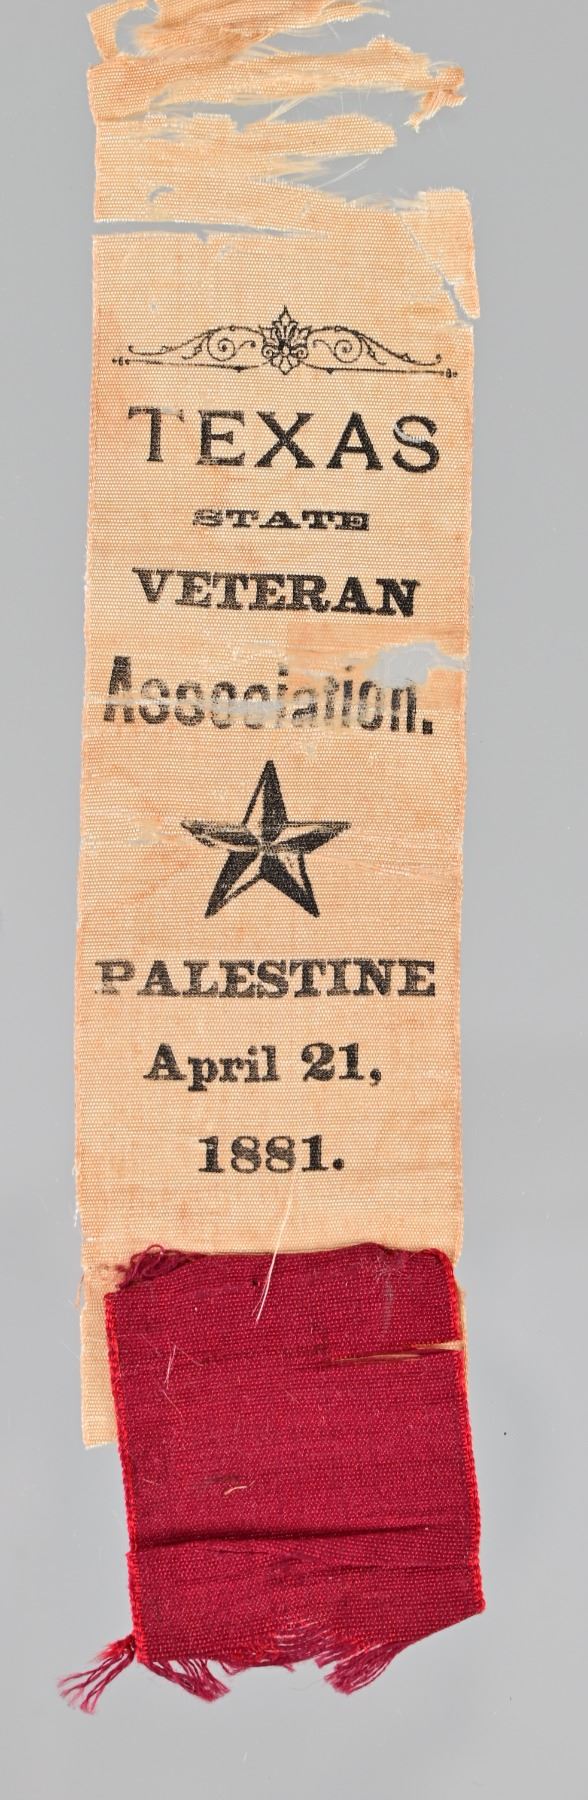 TEXAS
STATE
VETERAN
Association.
PALESTINE
April 21,
1881.